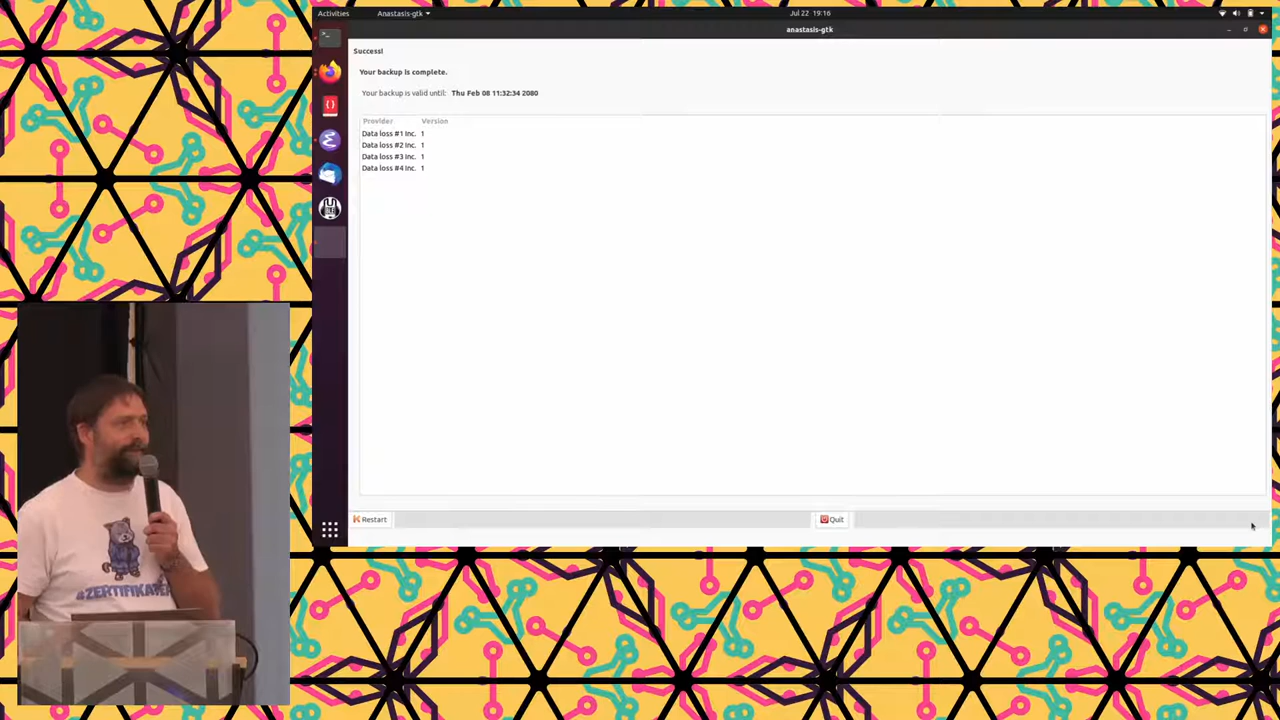 Activities
Anastasis-gtk
Jul 22 19:16
anastasis-gtk
Success!
Your backup is complete.
Your backup is valid until: Thu Feb 08 11:32:34 2080
Provider Version
Data loss #1 Inc. 1
Data loss #2 Inc. 1
Data loss #3 Inc. 1
Data loss #4 Inc. 1
Restart
Quit